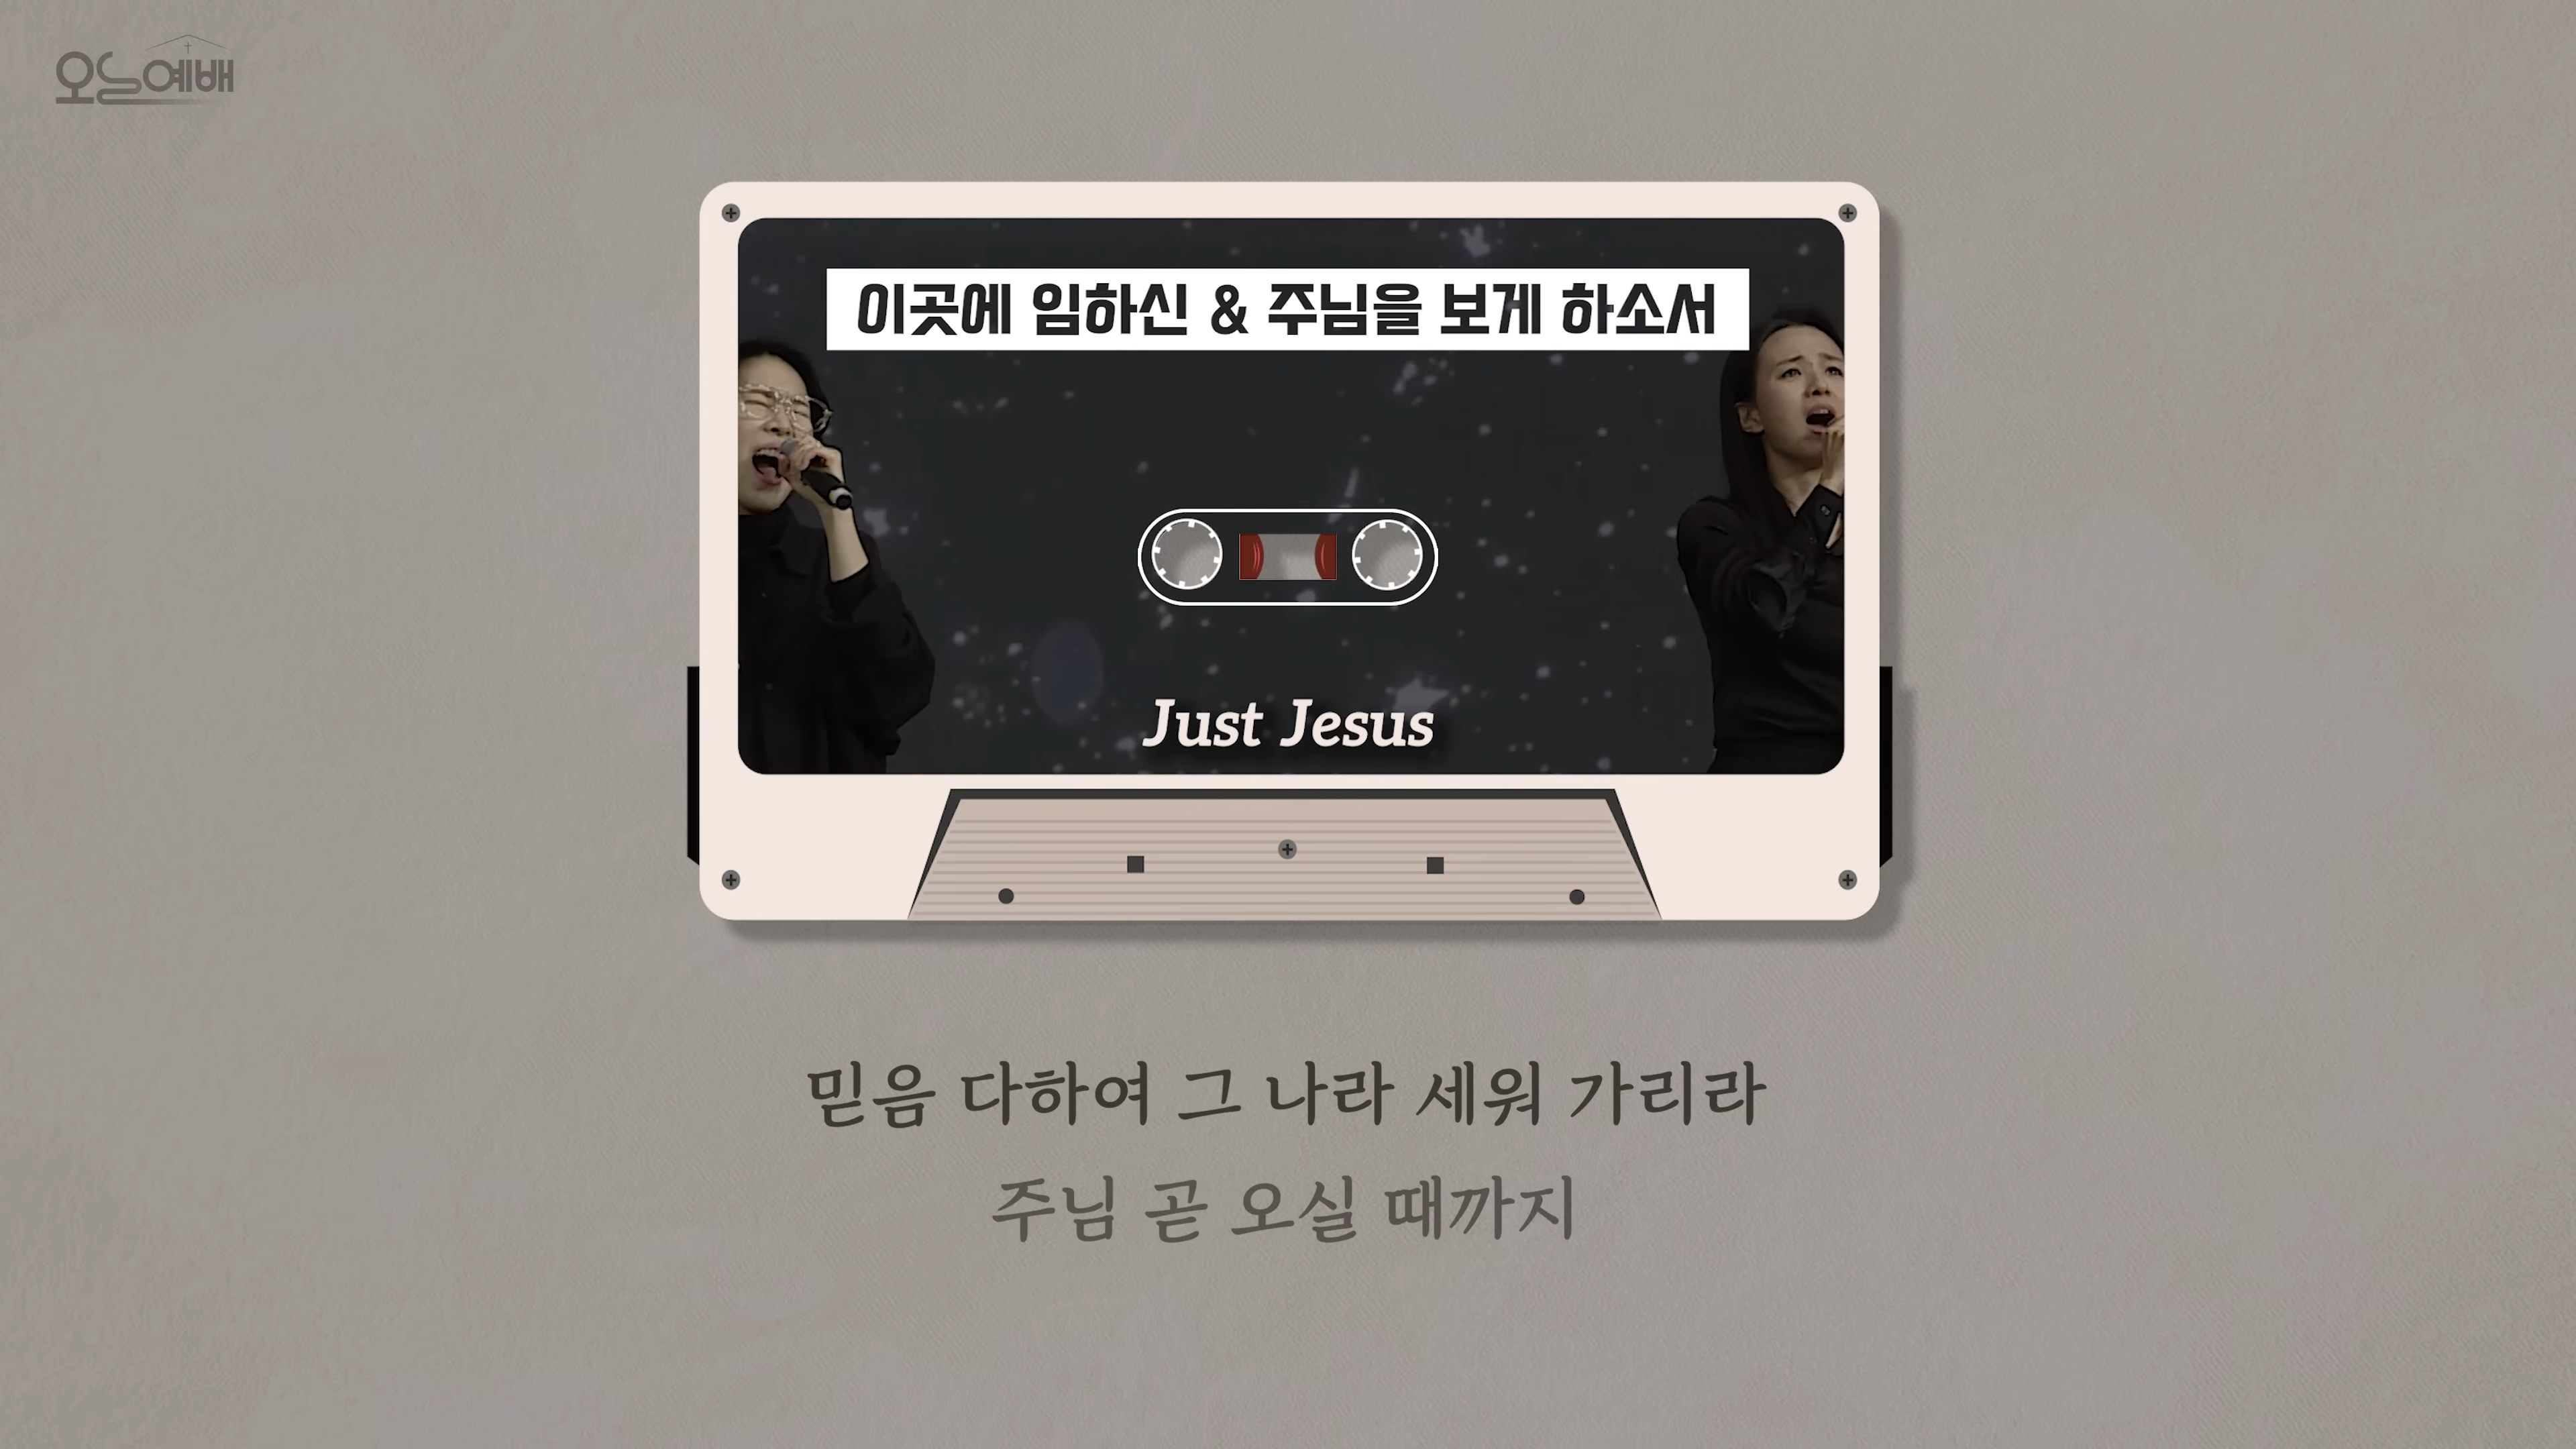 오늘예배
이곳에 임하신 & 주님을 보게 하소서
Just Jesus
믿음 다하여 그 나라 세워 가리라
주님 곧 오실 때까지